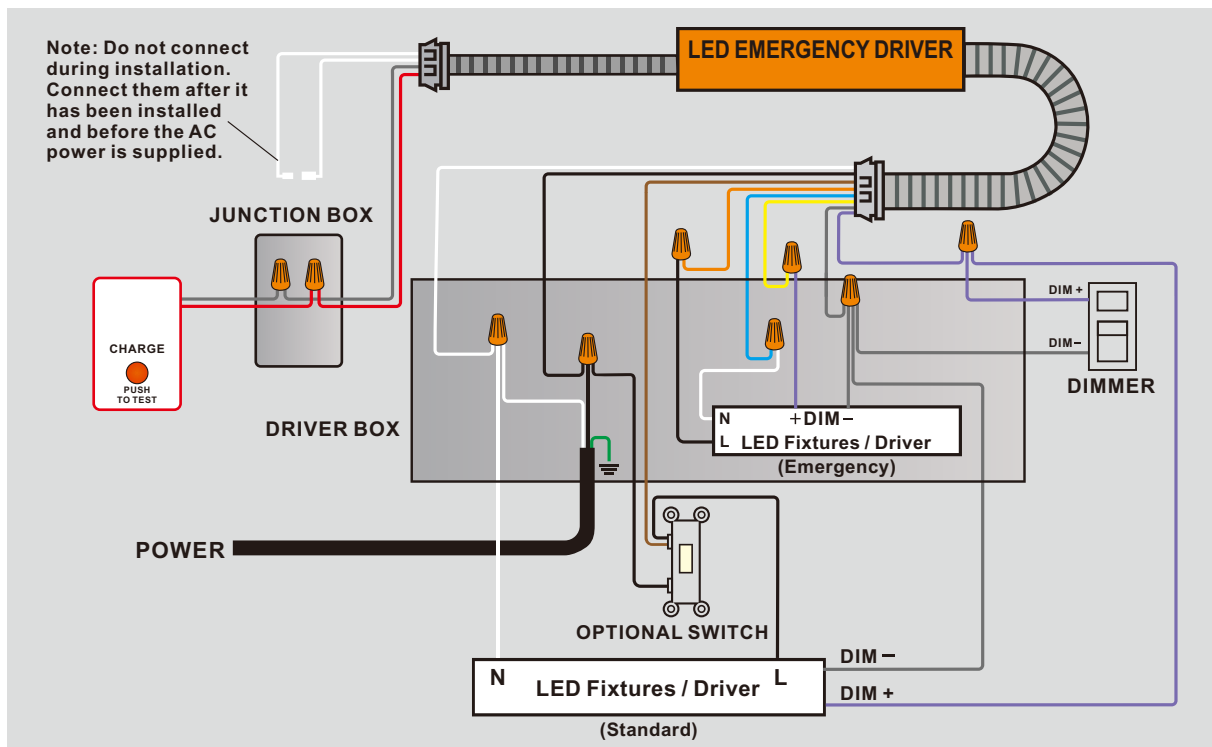 Note: Do not connect
during installation.
Connect them after it
has been installed
and before the AC
power is supplied.
LED EMERGENCY DRIVER
JUNCTION BOX
CHARGE
PUSH
TO TEST
DIM +
DIM–
DIMMER
DRIVER BOX
N
+DIM–
L
LED Fixtures / Driver
(Emergency)
POWER
OPTIONAL SWITCH
N
LED Fixtures / Driver
L
(Standard)
DIM –
DIM +